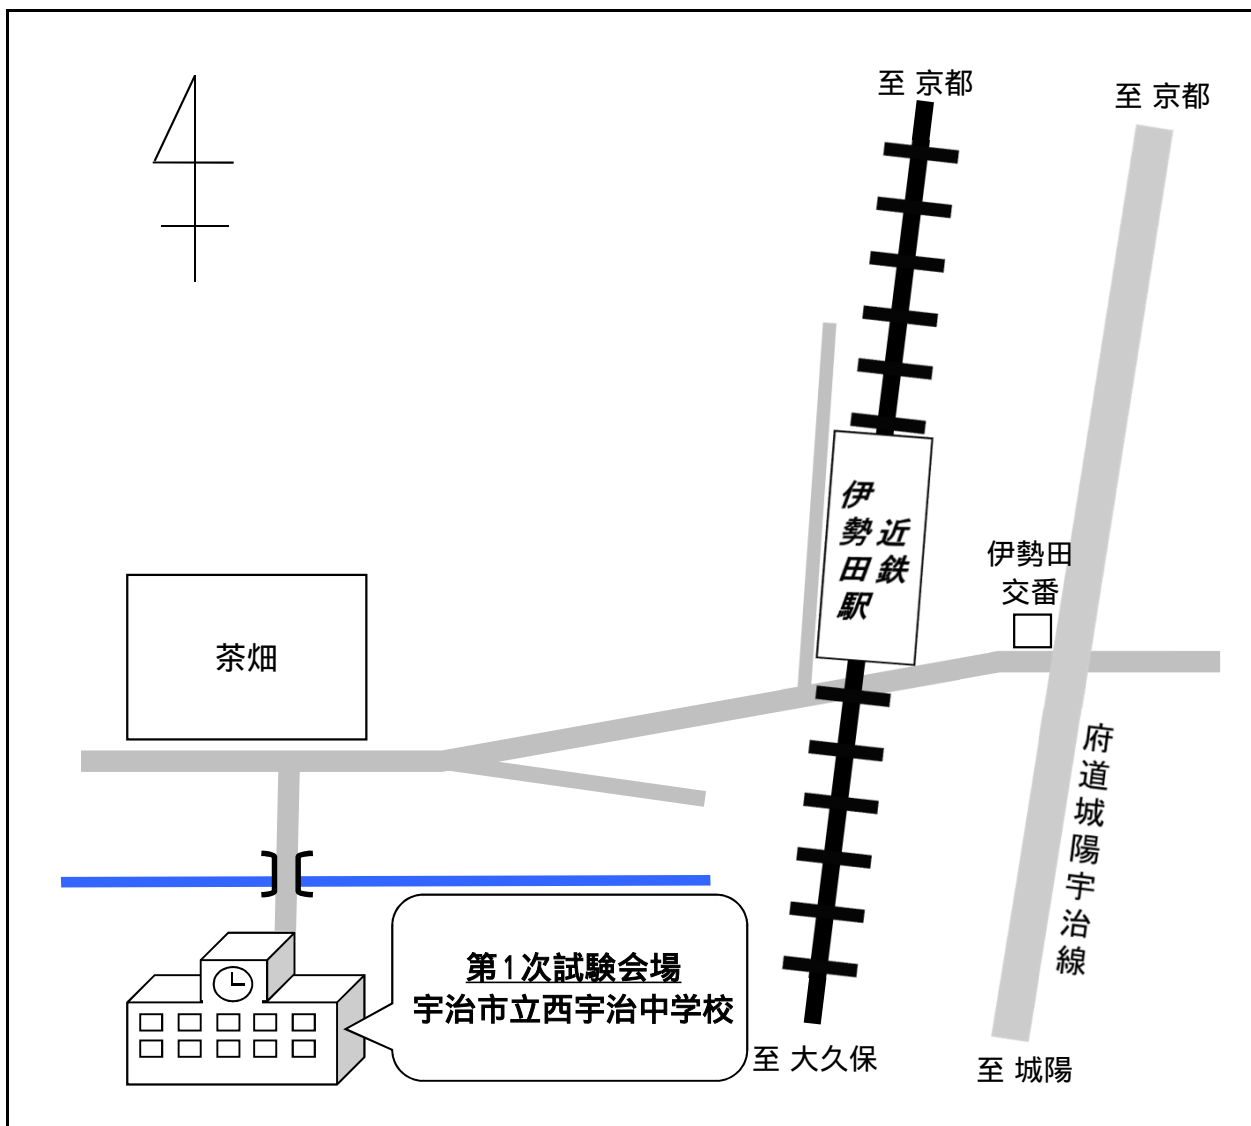 至 京都
至 京都
近鉄
伊勢田駅
伊勢田
交番
茶畑
府道城陽宇治線
第1次試験会場
宇治市立西宇治中学校
至 大久保
至 城陽